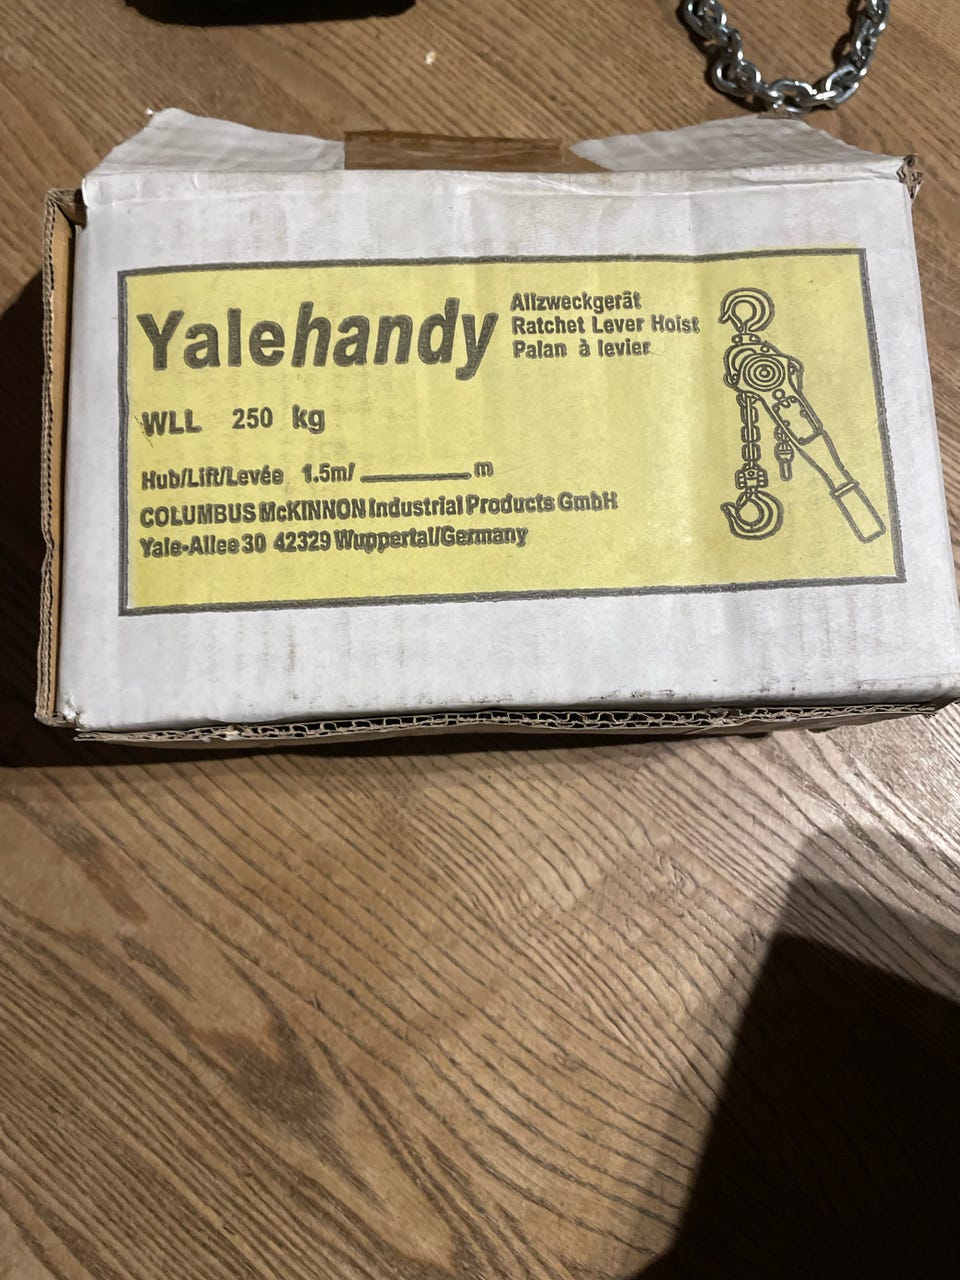 Yalehandy
Allzweckgerät
Ratchet Lever Hoist
Palan à levier
WLL 250 kg
Hub/Lift/Levée 1.5m/ ________ m
COLUMBUS McKINNON Industrial Products GmbH
Yale-Allee 30 42329 Wuppertal/Germany